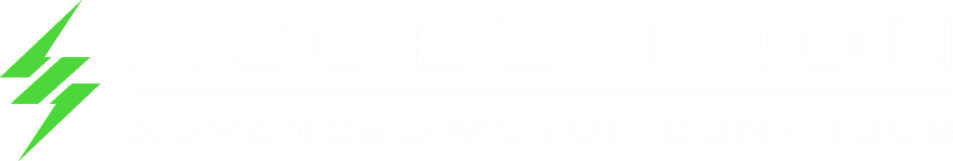 ACCELITRON
ADVANCED MOTOR CONTROLS